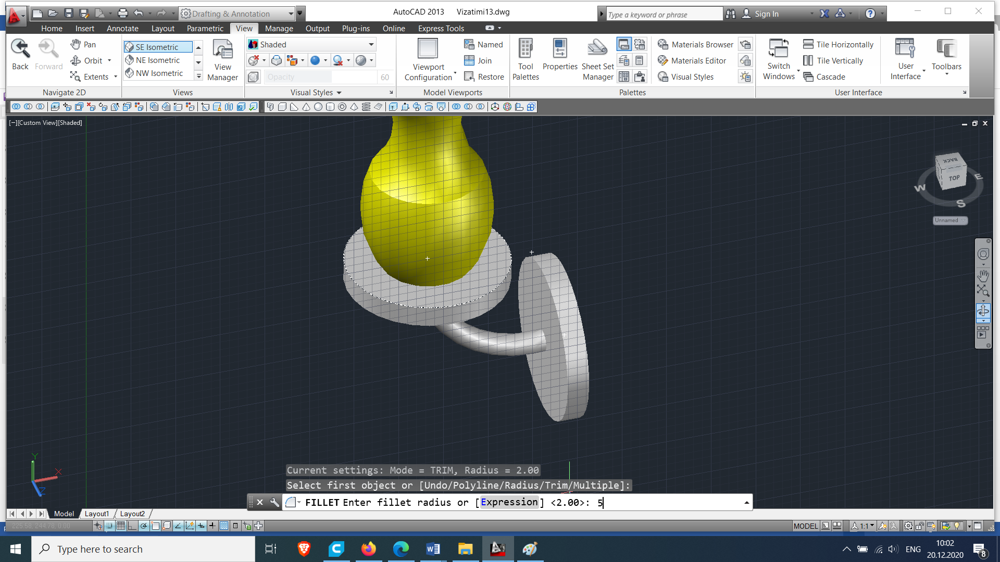 AutoCAD 2013 Vizatimi13.dwg
Drafting & Annotation
Type a keyword or phrase
Sign In
Home Insert Annotate Layout Parametric View Manage Output Plug-ins Online Express Tools
Back
Forward
Pan
Orbit
Extents
Navigate 2D
SE Isometric
NE Isometric
NW Isometric
View
Manager
Views
Shaded
Opacity 60
Visual Styles
Viewport
Configuration
Named
Join
Restore
Model Viewports
Tool
Palettes
Properties
Sheet Set
Manager
Materials Browser
Materials Editor
Visual Styles
Palettes
Switch
Windows
Tile Horizontally
Tile Vertically
Cascade
User
Interface
Toolbars
User Interface
[−][Custom View][Shaded]
BACK
TOP
W
E
S
Unnamed
Y
X
Z
Current settings: Mode = TRIM, Radius = 2.00
Select first object or [Undo/Polyline/Radius/Trim/Multiple]:
FILLET Enter fillet radius or [Expression] <2.00>: 5
Model Layout1 Layout2
225.58, 244.78, 0.00
MODEL
1:1
Type here to search
ENG
10:02
20.12.2020
8